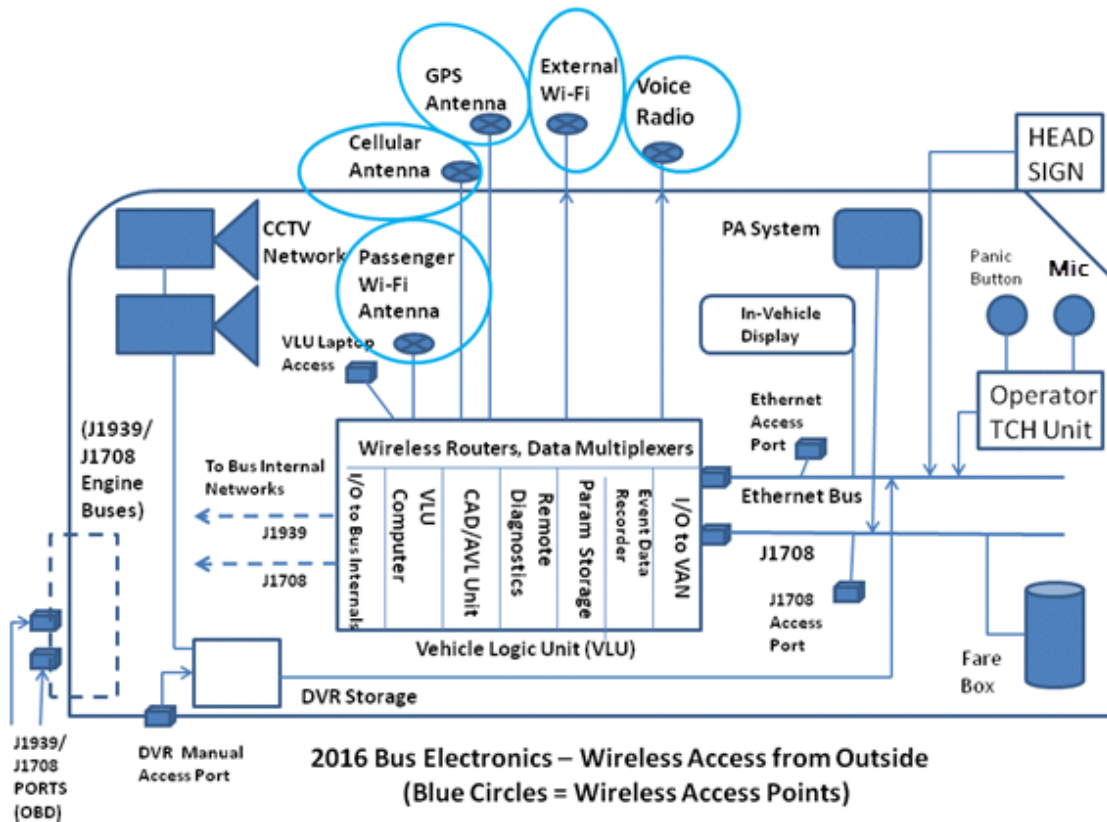 GPS
Antenna
External
Wi-Fi
Voice
Radio
Cellular
Antenna
HEAD
SIGN
CCTV
Network
Passenger
Wi-Fi
Antenna
PA System
Panic
Button
Mic
In-Vehicle
Display
VLU Laptop
Access
Operator
TCH Unit
Ethernet
Access
Port
(J1939/
J1708
Engine
Buses)
To Bus Internal
Networks
J1939
J1708
Wireless Routers, Data Multiplexers
I/O to Bus Internals
VLU
Computer
CAD/AVL Unit
Remote
Diagnostics
Param Storage
Event Data
Recorder
I/O to VAN
Vehicle Logic Unit (VLU)
Ethernet Bus
J1708
J1708
Access
Port
Fare
Box
DVR Storage
DVR Manual
Access Port
J1939/
J1708
PORTS
(OBD)
2016 Bus Electronics – Wireless Access from Outside
(Blue Circles = Wireless Access Points)